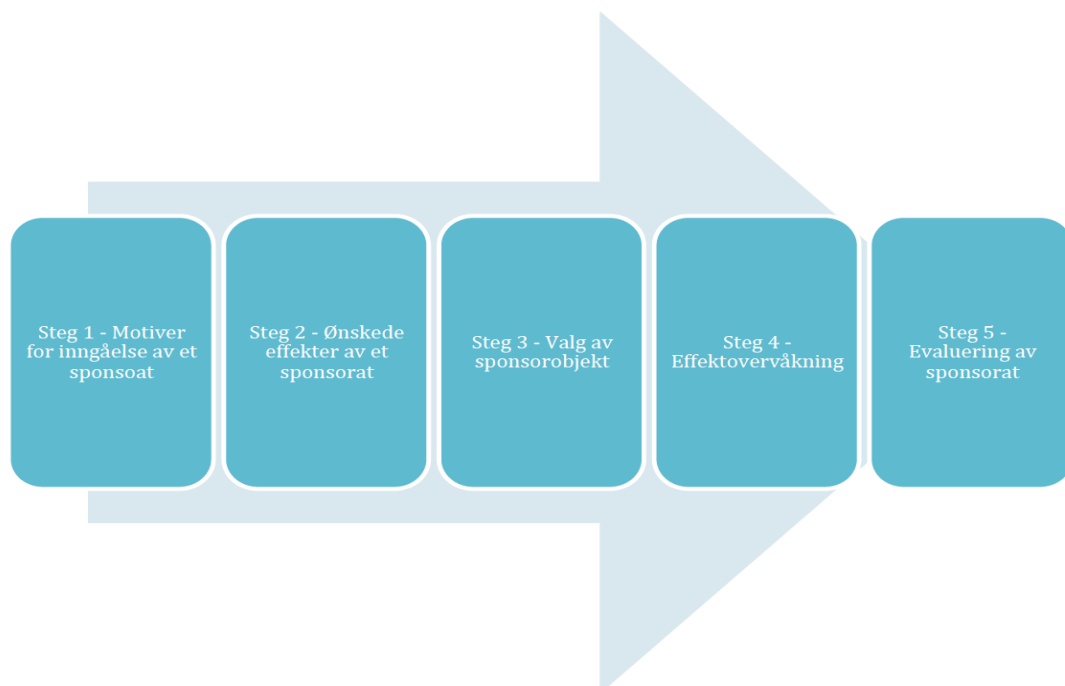 Steg 1 - Motiver
for inngåelse av et
sponsoat
Steg 2 - Ønskede
effekter av et
sponsorat
Steg 3 - Valg av
sponsorobjekt
Steg 4 -
Effektovervåkning
Steg 5 -
Evaluering av
sponsorat